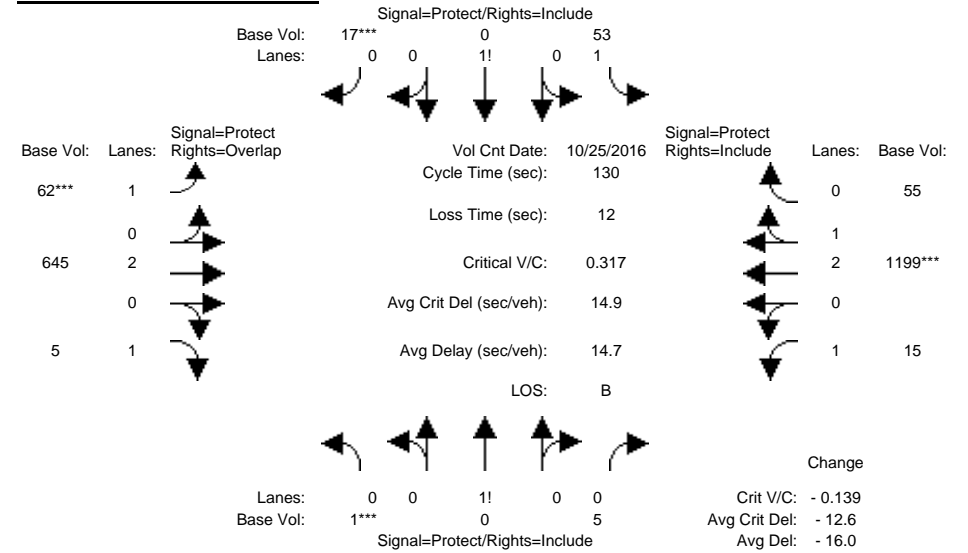 Signal=Protect/Rights=Include
Base Vol: 17*** 0 53
Lanes: 0 0 1! 0 1
Signal=Protect
Base Vol: Lanes: Rights=Overlap
Vol Cnt Date: 10/25/2016
Signal=Protect
Rights=Include Lanes: Base Vol:
Cycle Time (sec): 130
62*** 1
0 55
Loss Time (sec): 12
0
1
645 2
Critical V/C: 0.317
2 1199***
0
Avg Crit Del (sec/veh): 14.9
0
5 1
Avg Delay (sec/veh): 14.7
1 15
LOS: B
Change
Lanes: 0 0 1! 0 0
Crit V/C: - 0.139
Base Vol: 1*** 0 5
Avg Crit Del: - 12.6
Signal=Protect/Rights=Include
Avg Del: - 16.0